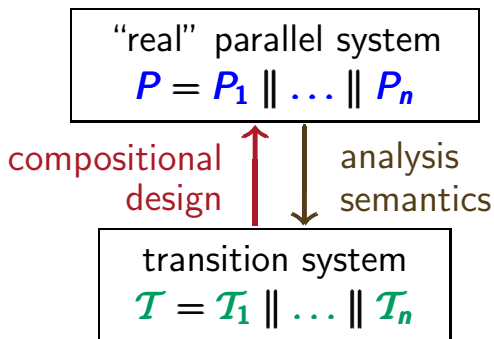 “real” parallel system
P = P₁ ∥ ... ∥ Pₙ
compositional design
analysis semantics
transition system
𝒯 = 𝒯₁ ∥ ... ∥ 𝒯ₙ